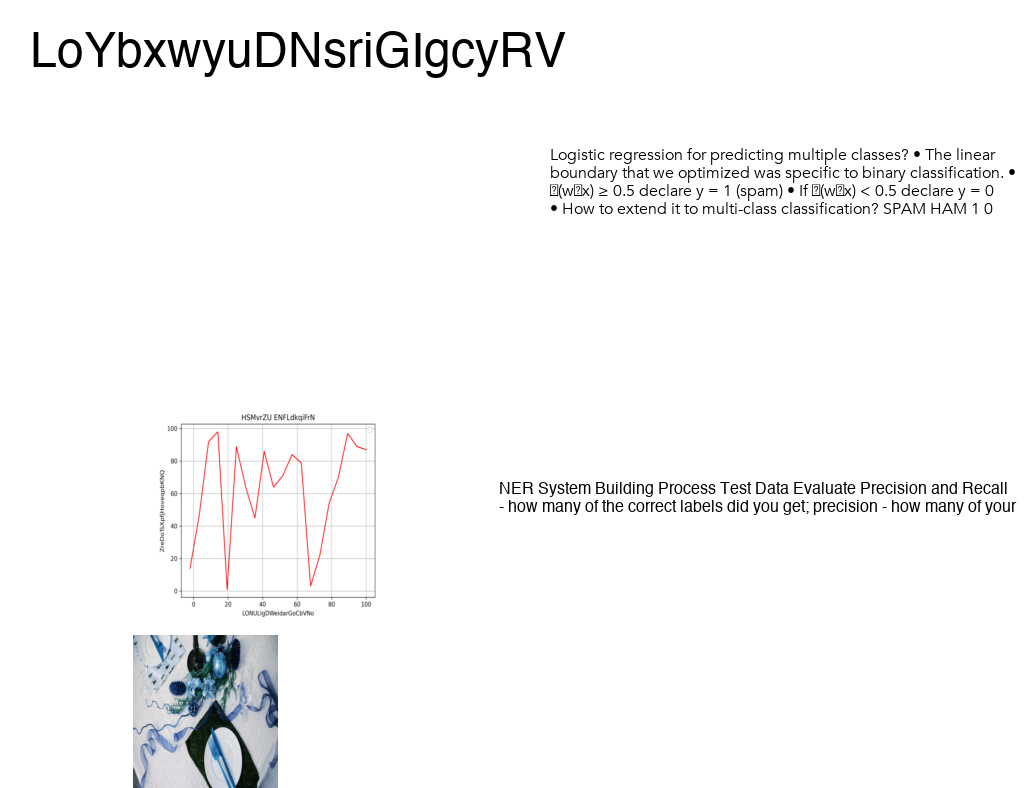 LoYbxwyuDNsriGIgcyRV
Logistic regression for predicting multiple classes? • The linear
boundary that we optimized was specific to binary classification. •
(w x) ≥ 0.5 declare y = 1 (spam) • If (w x) < 0.5 declare y = 0
• How to extend it to multi-class classification? SPAM HAM 1 0
HSMvrZU ENFLdkqiFrN
100
80
60
40
20
0
ZreDoTsXpfjHoveqpbKNQ
0 20 40 60 80 100
LONULigDWeidarGoCbVNo
NER System Building Process Test Data Evaluate Precision and Recall
- how many of the correct labels did you get; precision - how many of your